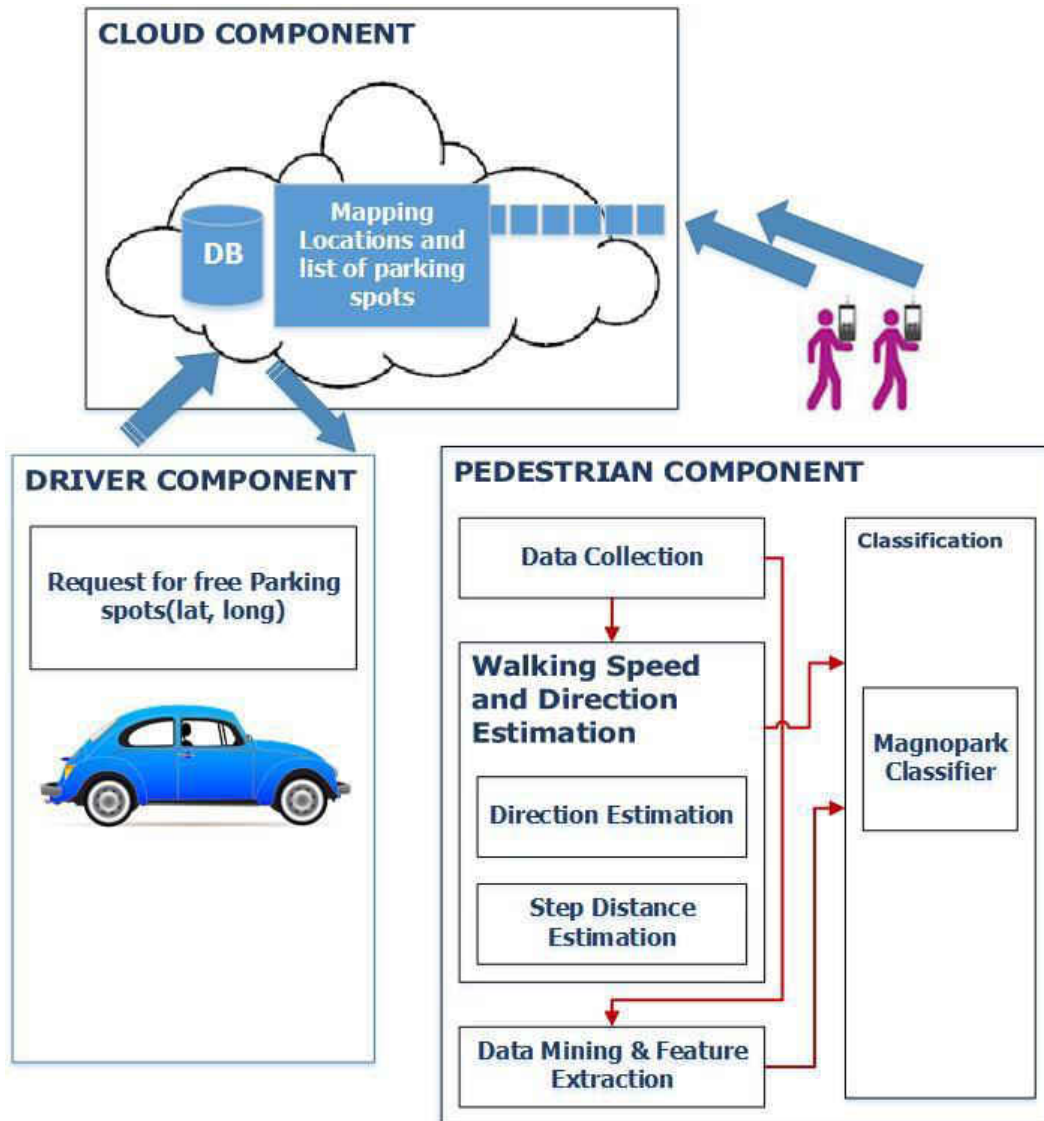 CLOUD COMPONENT
DB
Mapping
Locations and
list of parking
spots
DRIVER COMPONENT
Request for free Parking
spots(lat, long)
PEDESTRIAN COMPONENT
Data Collection
Walking Speed
and Direction
Estimation
Direction Estimation
Step Distance
Estimation
Data Mining & Feature
Extraction
Classification
Magnopark
Classifier